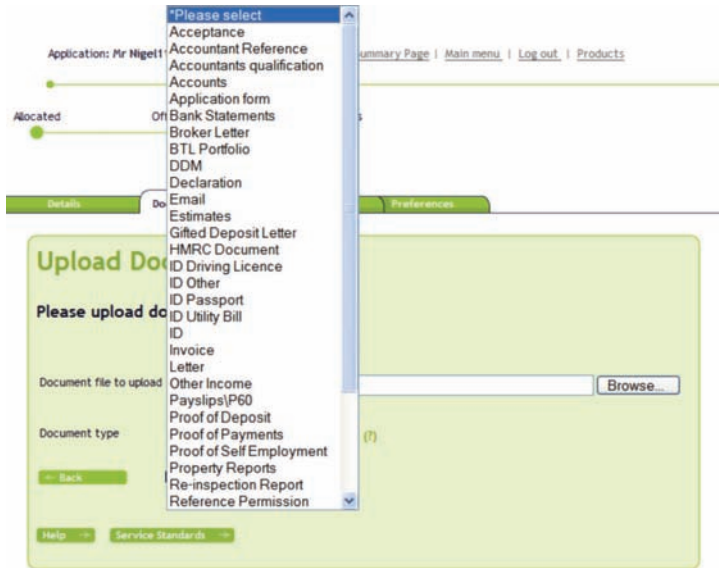 *Please select
Acceptance
Application: Mr Nigel Accountant Reference ummary Page | Main menu | Log out | Products
Accountants qualification
Accounts
Application form
Allocated Of Bank Statements s
Broker Letter
BTL Portfolio
DDM
Declaration
Details Do Email Preferences
Estimates
Gifted Deposit Letter
Upload Doc HMRC Document
ID Driving Licence
ID Other
Please upload do ID Passport
ID Utility Bill
ID
Invoice
Letter
Document file to upload Other Income Browse...
Payslips\P60
Proof of Deposit
Document type Proof of Payments (?)
Proof of Self Employment
← Back Property Reports
Re-inspection Report
Reference Permission
Help → Service Standards →